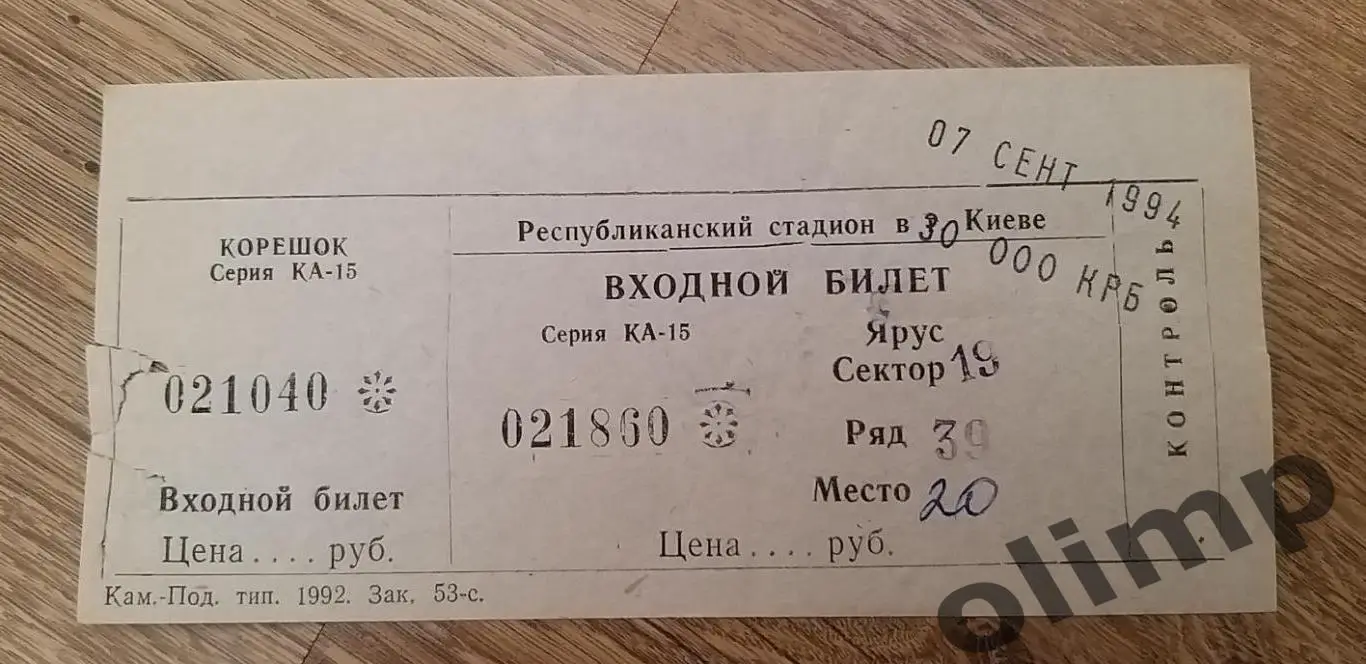 07 СЕНТ 1994
КОРЕШОК
Серия КА-15
021040
Входной билет
Цена.... руб.
Республиканский стадион в Киеве
30 000 КРБ
ВХОДНОЙ БИЛЕТ
Серия КА-15
021860
Ярус
Сектор 19
Ряд 39
Место 20
Цена.... руб.
КОНТРОЛЬ
Кам.-Под. тип. 1992. Зак. 53-с.
olimp